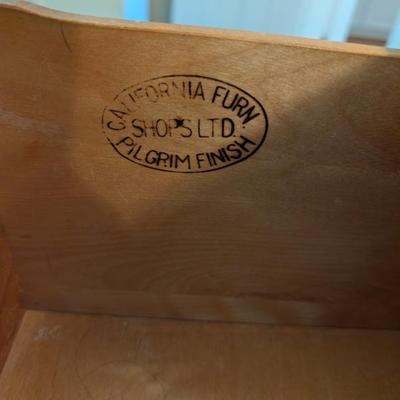 CALIFORNIA FURN
SHOPS LTD.
PILGRIM FINISH